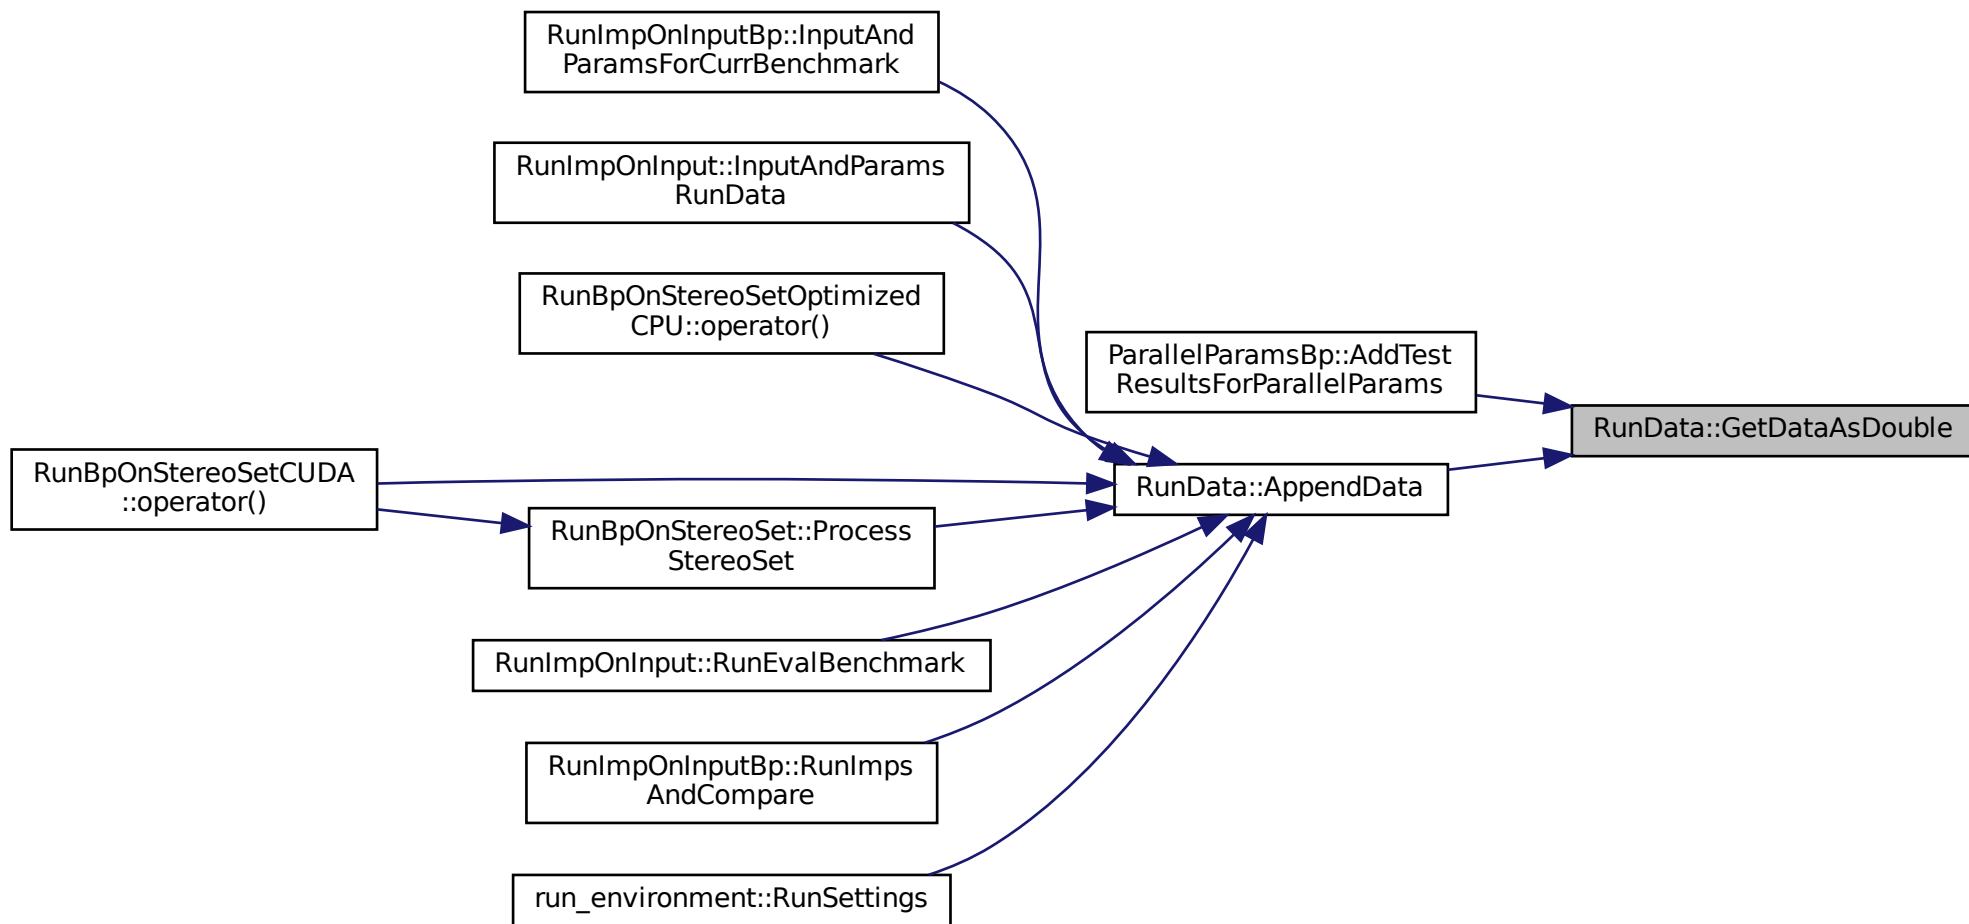 RunImpOnInputBp::InputAnd
ParamsForCurrBenchmark
RunImpOnInput::InputAndParams
RunData
RunBpOnStereoSetOptimized
CPU::operator()
ParallelParamsBp::AddTest
ResultsForParallelParams
RunData::GetDataAsDouble
RunBpOnStereoSetCUDA
::operator()
RunData::AppendData
RunBpOnStereoSet::Process
StereoSet
RunImpOnInput::RunEvalBenchmark
RunImpOnInputBp::RunImps
AndCompare
run_environment::RunSettings